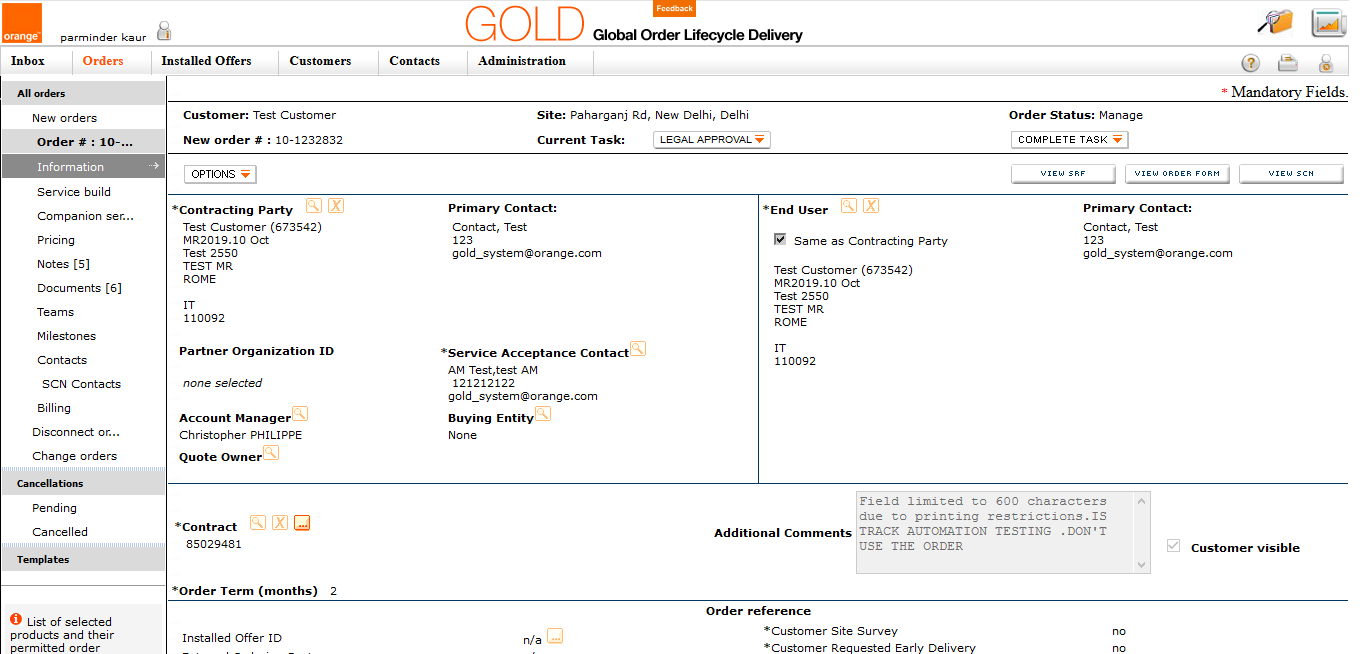 Feedback
orange™
parminder kaur
GOLD Global Order Lifecycle Delivery
Inbox Orders Installed Offers Customers Contacts Administration
All orders
New orders
Order # : 10-...
Information
Service build
Companion ser...
Pricing
Notes [5]
Documents [6]
Teams
Milestones
Contacts
SCN Contacts
Billing
Disconnect or...
Change orders
Cancellations
Pending
Cancelled
Templates
List of selected
products and their
permitted order
* Mandatory Fields.
Customer: Test Customer Site: Paharganj Rd, New Delhi, Delhi Order Status: Manage
New order # : 10-1232832 Current Task: LEGAL APPROVAL COMPLETE TASK
OPTIONS VIEW SRF VIEW ORDER FORM VIEW SCN
*Contracting Party X
Test Customer (673542)
MR2019.10 Oct
Test 2550
TEST MR
ROME
IT
110092
Primary Contact:
Contact, Test
123
gold_system@orange.com
Partner Organization ID
none selected
*Service Acceptance Contact
AM Test,test AM
121212122
gold_system@orange.com
Account Manager
Christopher PHILIPPE
Buying Entity
None
Quote Owner
*End User X
Same as Contracting Party
Test Customer (673542)
MR2019.10 Oct
Test 2550
TEST MR
ROME
IT
110092
Primary Contact:
Contact, Test
123
gold_system@orange.com
*Contract X ...
85029481
Additional Comments
Field limited to 600 characters
due to printing restrictions.IS
TRACK AUTOMATION TESTING .DON'T
USE THE ORDER
Customer visible
*Order Term (months) 2
Order reference
Installed Offer ID n/a ...
*Customer Site Survey no
*Customer Requested Early Delivery no